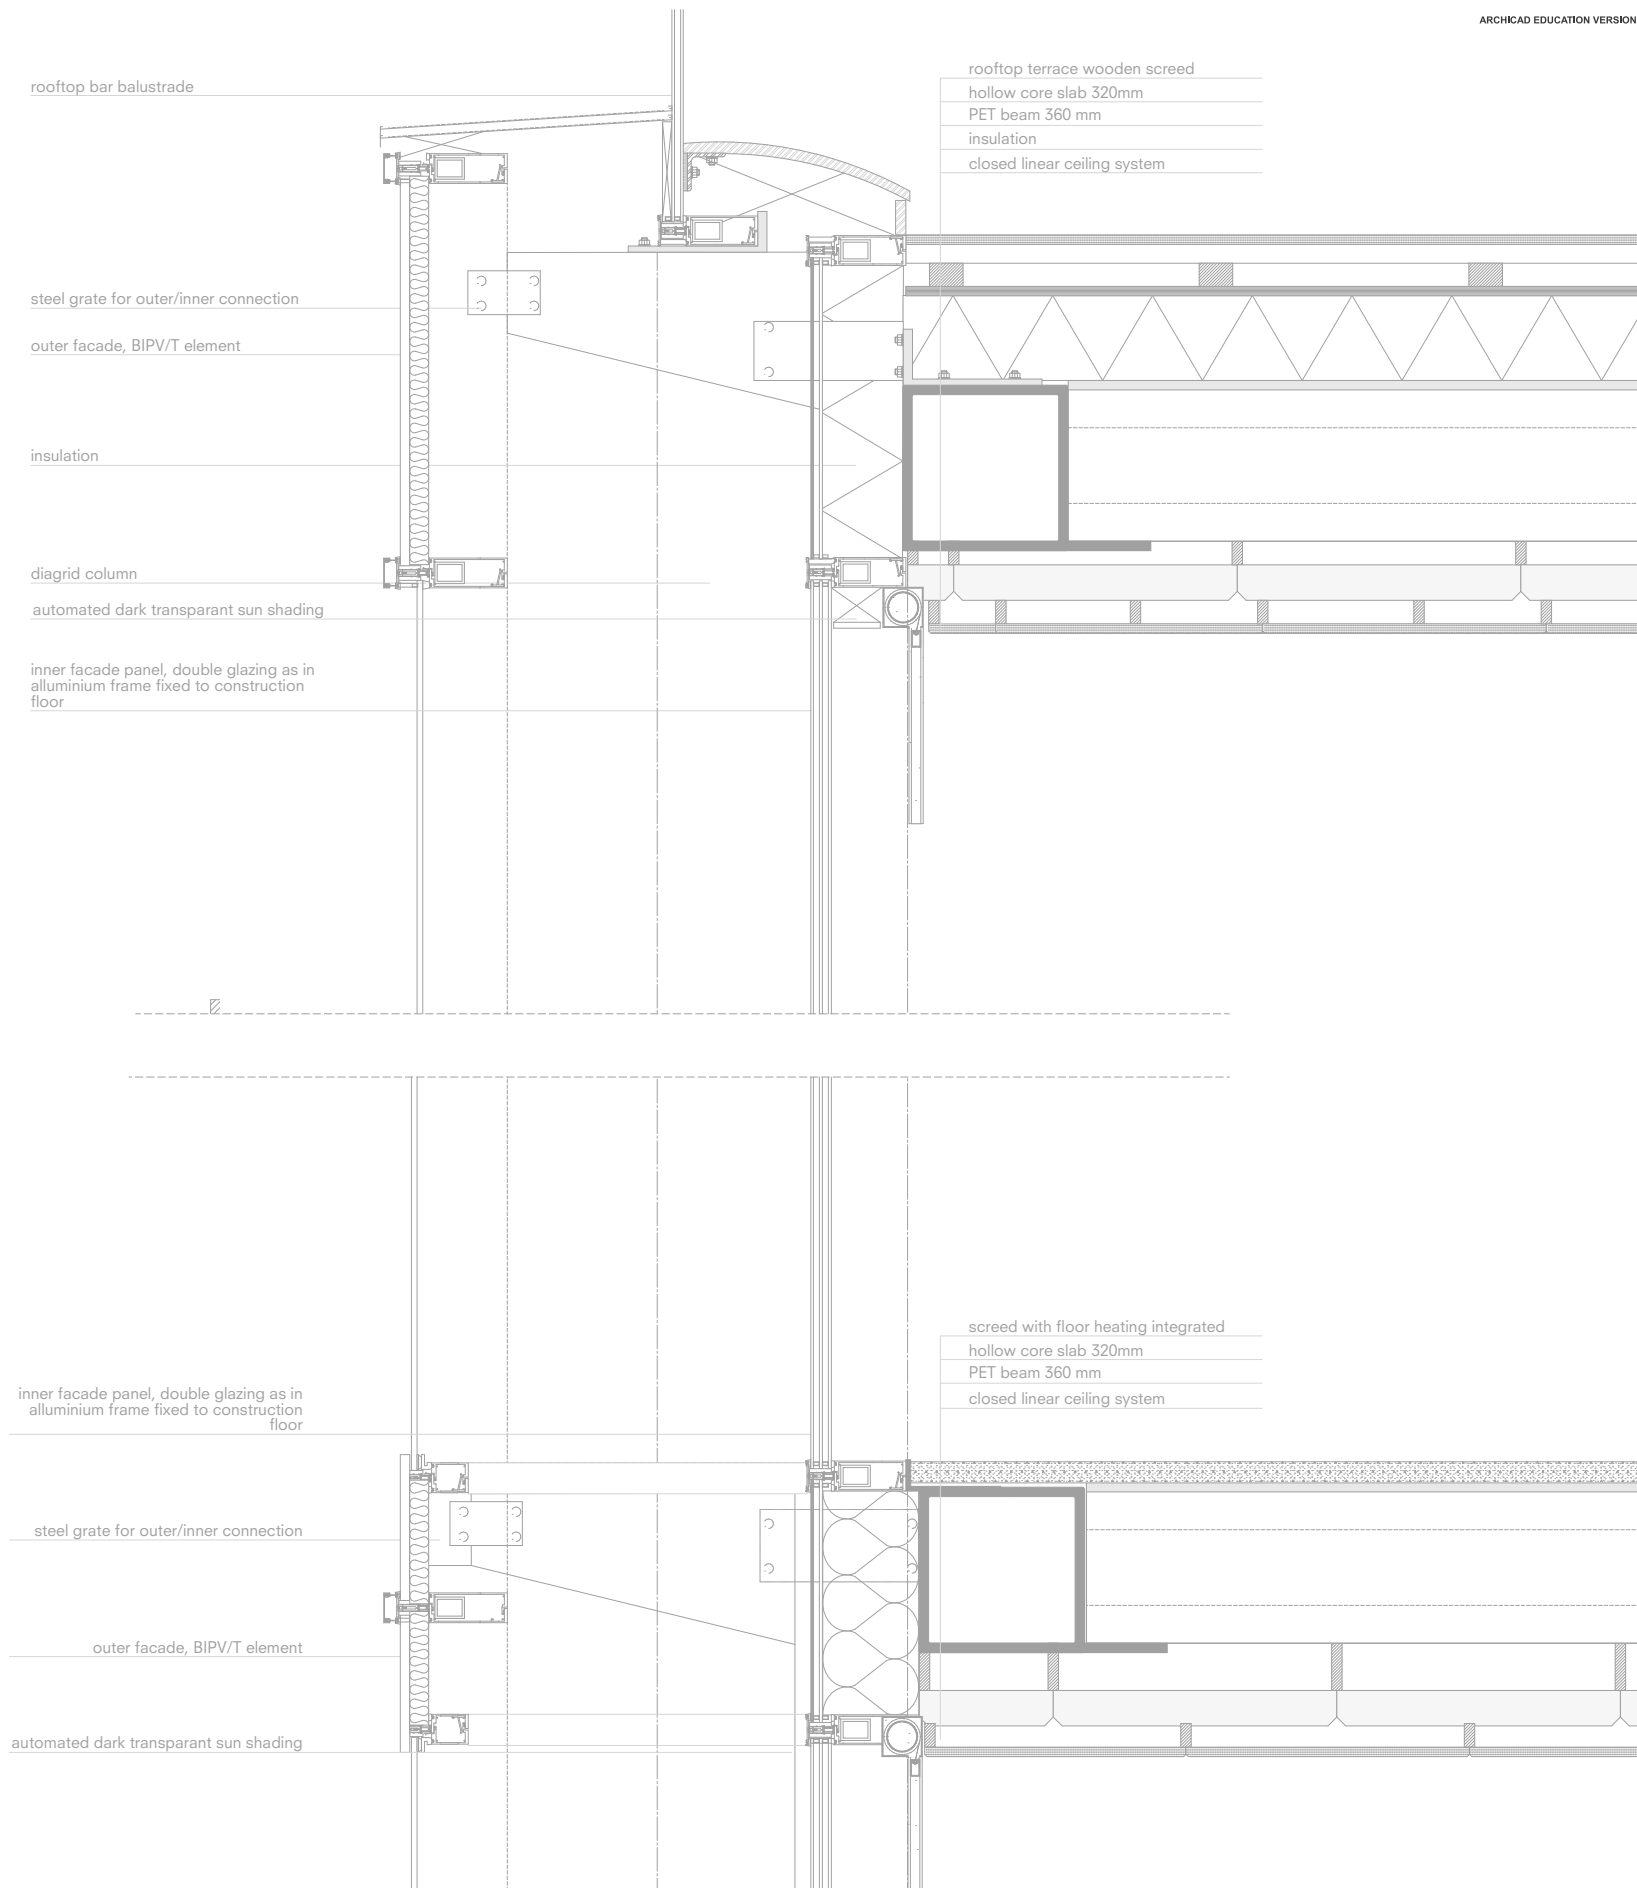 ARCHICAD EDUCATION VERSION
rooftop bar balustrade
rooftop terrace wooden screed
hollow core slab 320mm
PET beam 360 mm
insulation
closed linear ceiling system
steel grate for outer/inner connection
outer facade, BIPV/T element
insulation
diagrid column
automated dark transparant sun shading
inner facade panel, double glazing as in
alluminium frame fixed to construction
floor
screed with floor heating integrated
hollow core slab 320mm
PET beam 360 mm
closed linear ceiling system
inner facade panel, double glazing as in
alluminium frame fixed to construction
floor
steel grate for outer/inner connection
outer facade, BIPV/T element
automated dark transparant sun shading